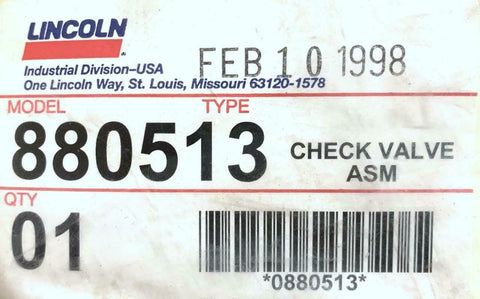 LINCOLN
FEB 10 1998
Industrial Division-USA
One Lincoln Way, St. Louis, Missouri 63120-1578
MODEL TYPE
880513 CHECK VALVE
ASM
QTY
01
*0880513*